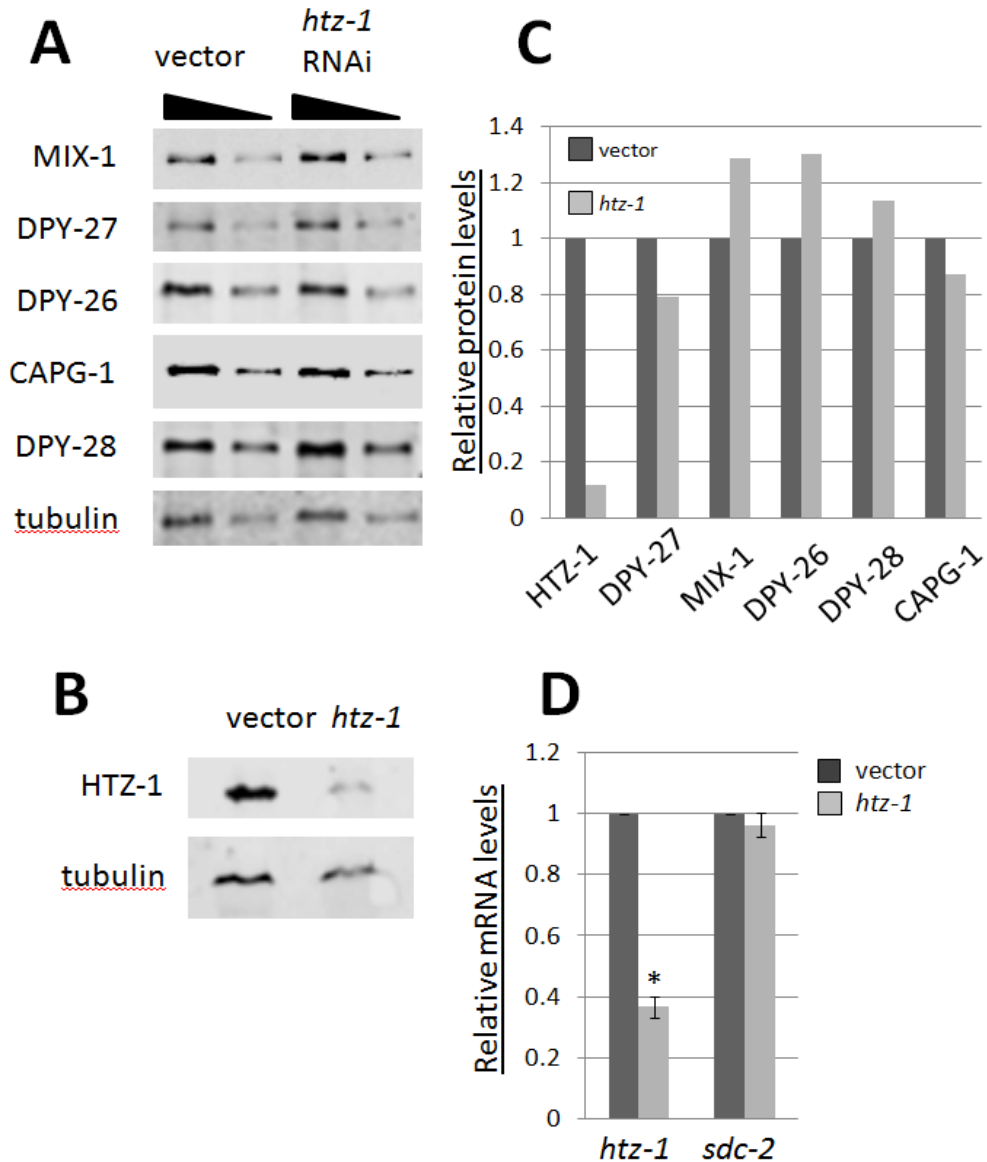 A
vector
htz-1
RNAi
MIX-1
DPY-27
DPY-26
CAPG-1
DPY-28
tubulin
B
vector htz-1
HTZ-1
tubulin
C
Relative protein levels
1.4
1.2
1
0.8
0.6
0.4
0.2
0
vector
htz-1
HTZ-1
DPY-27
MIX-1
DPY-26
DPY-28
CAPG-1
D
Relative mRNA levels
1.2
1
0.8
0.6
0.4
0.2
0
*
vector
htz-1
htz-1 sdc-2